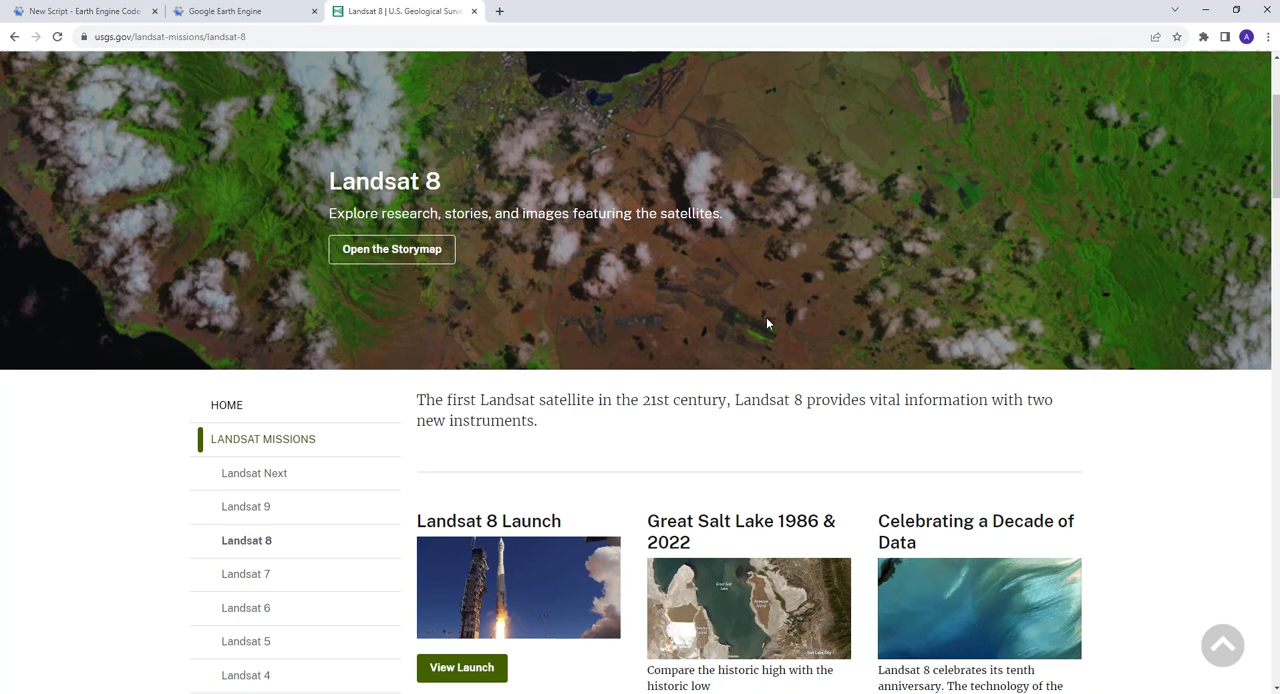 New Script - Earth Engine Code
Google Earth Engine
Landsat 8 | U.S. Geological Surve
usgs.gov/landsat-missions/landsat-8
A
Landsat 8
Explore research, stories, and images featuring the satellites.
Open the Storymap
HOME
LANDSAT MISSIONS
Landsat Next
Landsat 9
Landsat 8
Landsat 7
Landsat 6
Landsat 5
Landsat 4
The first Landsat satellite in the 21st century, Landsat 8 provides vital information with two
new instruments.
Landsat 8 Launch
View Launch
Great Salt Lake 1986 &
2022
Great Salt
Lake
Compare the historic high with the
historic low
Celebrating a Decade of
Data
Landsat 8 celebrates its tenth
anniversary. The technology of the